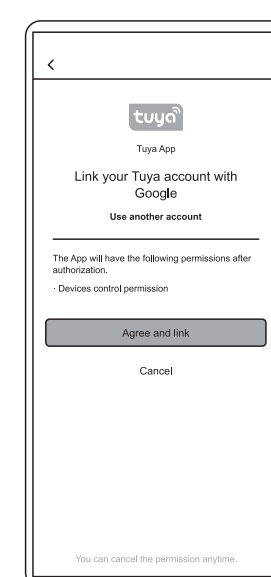 tuya
Tuya App
Link your Tuya account with
Google
Use another account
The App will have the following permissions after
authorization.
· Devices control permission
Agree and link
Cancel
You can cancel the permission anytime.